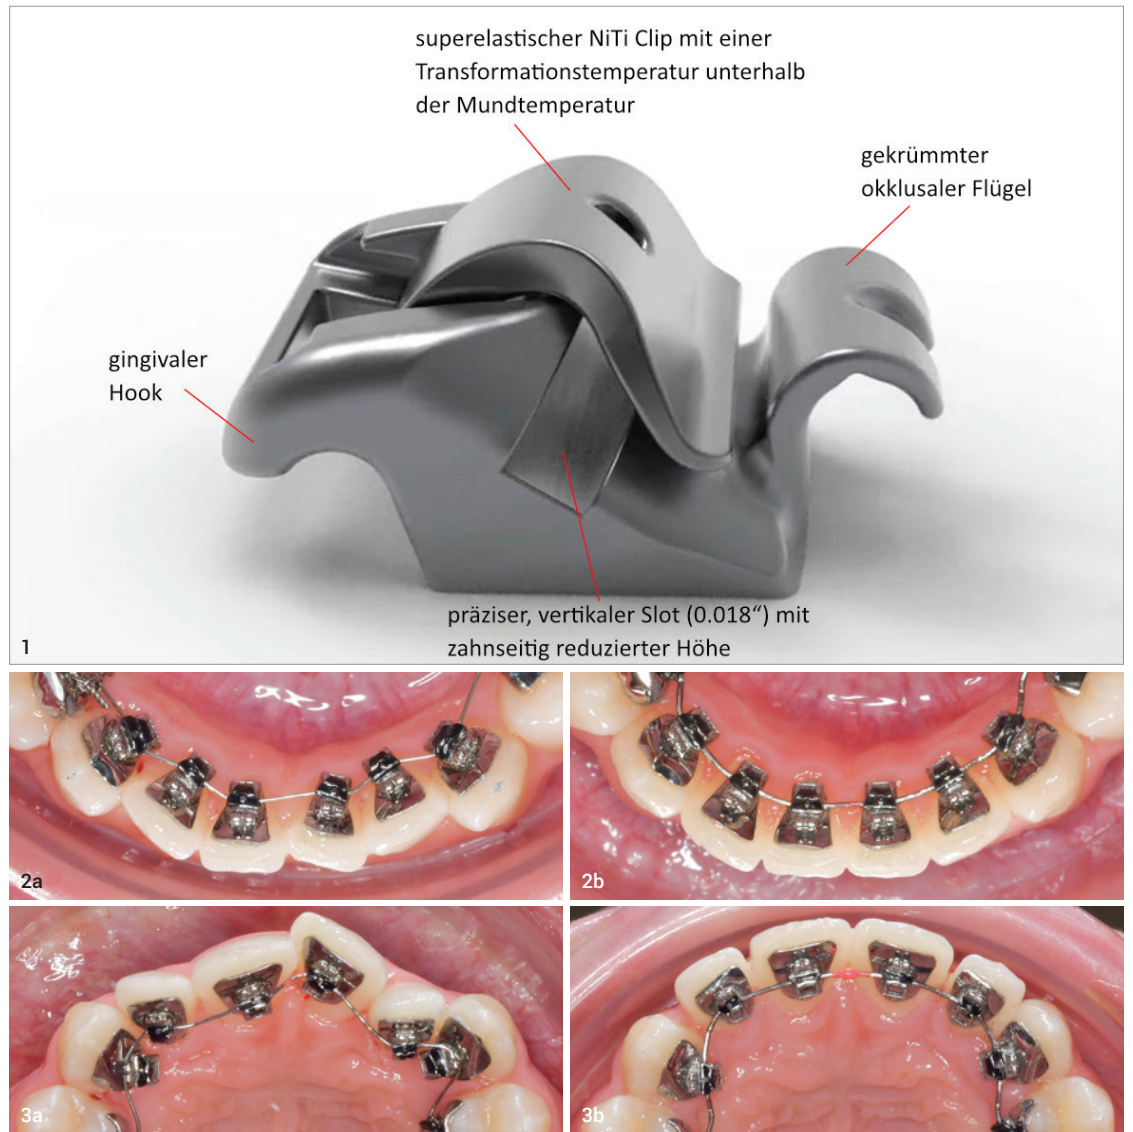 superelastischer NiTi Clip mit einer
Transformationstemperatur unterhalb
der Mundtemperatur
gekrümmter
okklusaler Flügel
gingivaler
Hook
präziser, vertikaler Slot (0.018“) mit
zahnseitig reduzierter Höhe
1
2a
2b
3a
3b